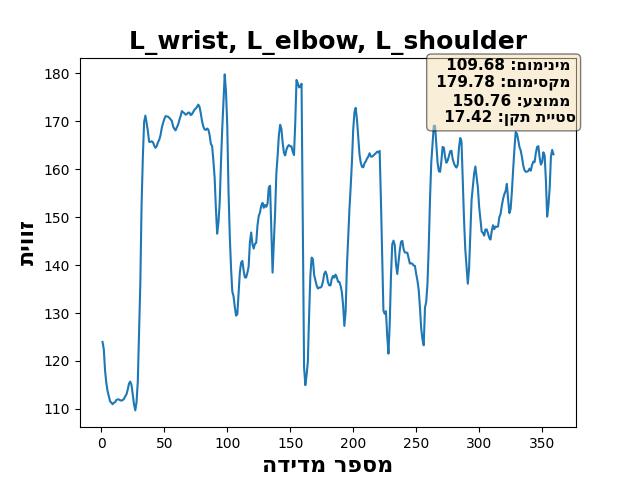 L_wrist, L_elbow, L_shoulder
מינימום: 109.68
מקסימום: 179.78
ממוצע: 150.76
סטיית תקן: 17.42
זווית
180
170
160
150
140
130
120
110
0 50 100 150 200 250 300 350
מספר מדידה